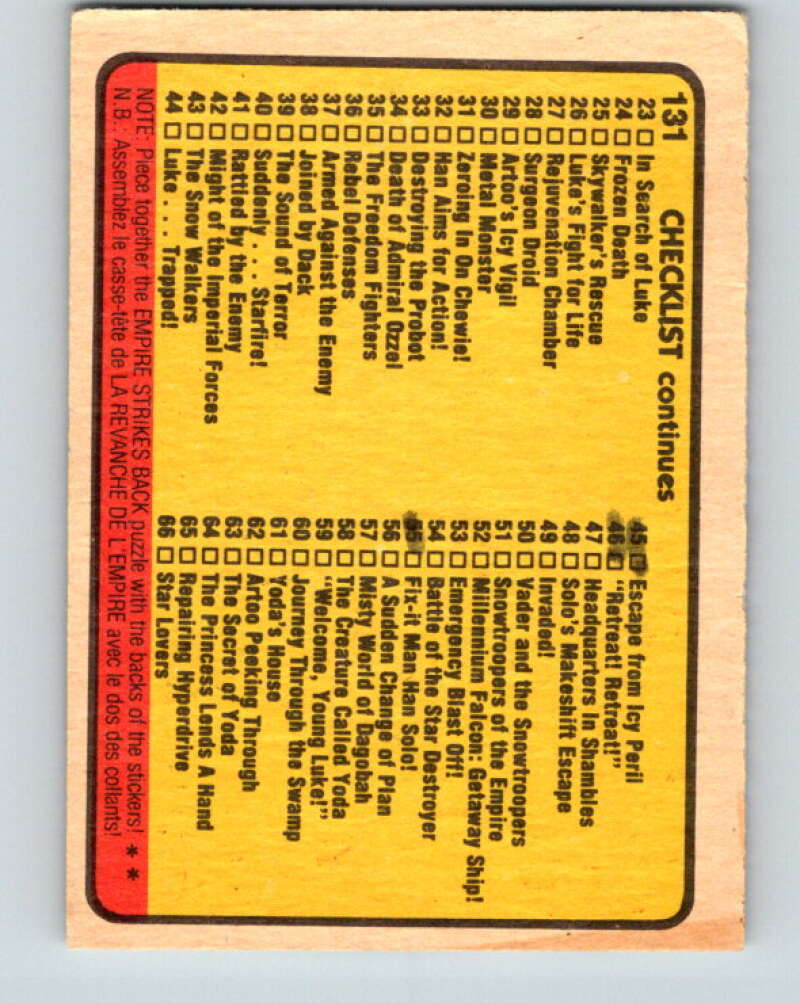 131 CHECKLIST continues
23 □ In Search of Luke
24 □ Frozen Death
25 □ Skywalker's Rescue
26 □ Luke's Fight for Life
27 □ Rejuvenation Chamber
28 □ Surgeon Droid
29 □ Artoo's Icy Vigil
30 □ Metal Monster
31 □ Zeroing In On Chewie!
32 □ Han Aims for Action!
33 □ Destroying the Probot
34 □ Death of Admiral Ozzel
35 □ The Freedom Fighters
36 □ Rebel Defenses
37 □ Armed Against the Enemy
38 □ Joined by Dack
39 □ The Sound of Terror
40 □ Suddenly . . . Starfire!
41 □ Rattled by the Enemy
42 □ Might of the Imperial Forces
43 □ The Snow Walkers
44 □ Luke . . . Trapped!
45 □ Escape from Icy Peril
46 □ "Retreat! Retreat!"
47 □ Headquarters In Shambles
48 □ Solo's Makeshift Escape
49 □ Invaded!
50 □ Vader and the Snowtroopers
51 □ Snowtroopers of the Empire
52 □ Millennium Falcon: Getaway Ship!
53 □ Emergency Blast Off!
54 □ Battle of the Star Destroyer
55 □ Fix-it Man Han Solo!
56 □ A Sudden Change of Plan
57 □ Misty World of Dagobah
58 □ The Creature Called Yoda
59 □ "Welcome, Young Luke!"
60 □ Journey Through the Swamp
61 □ Yoda's House
62 □ Artoo Peeking Through
63 □ The Secret of Yoda
64 □ The Princess Lends A Hand
65 □ Repairing Hyperdrive
66 □ Star Lovers
NOTE: Piece together the EMPIRE STRIKES BACK puzzle with the backs of the stickers! * *
N.B.: Assemblez le casse-tête de LA REVANCHE DE L'EMPIRE avec le dos des collants!